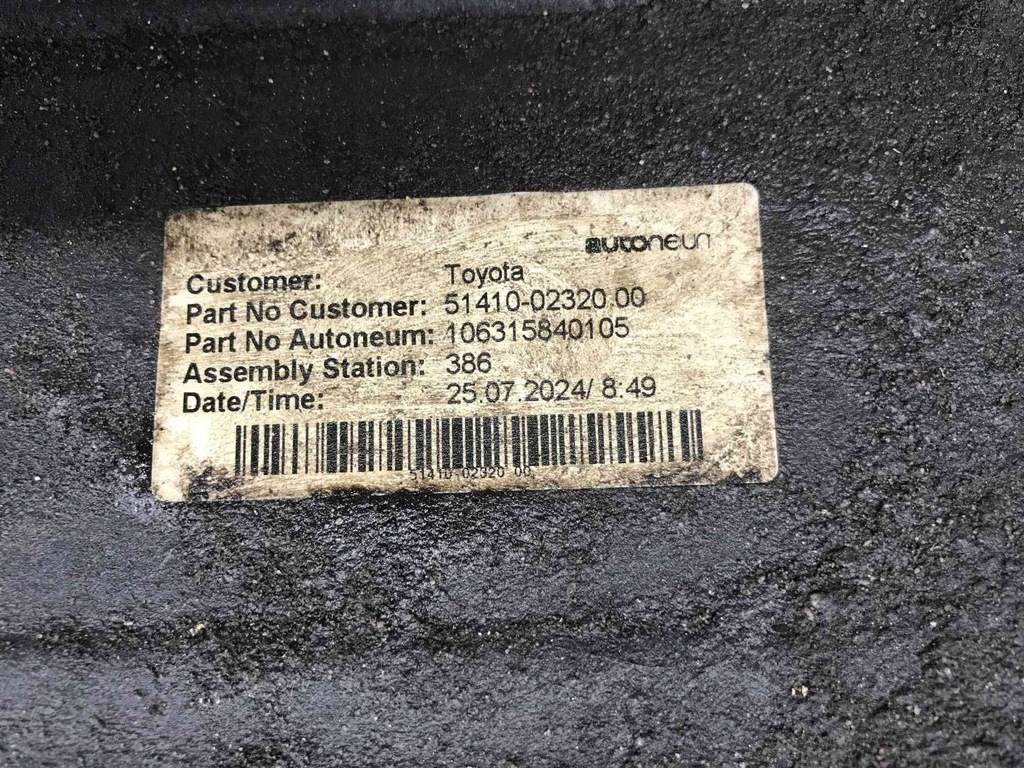 autoneum
Customer: Toyota
Part No Customer: 51410-02320.00
Part No Autoneum: 106315840105
Assembly Station: 386
Date/Time: 25.07.2024/ 8:49
51410 02320 00